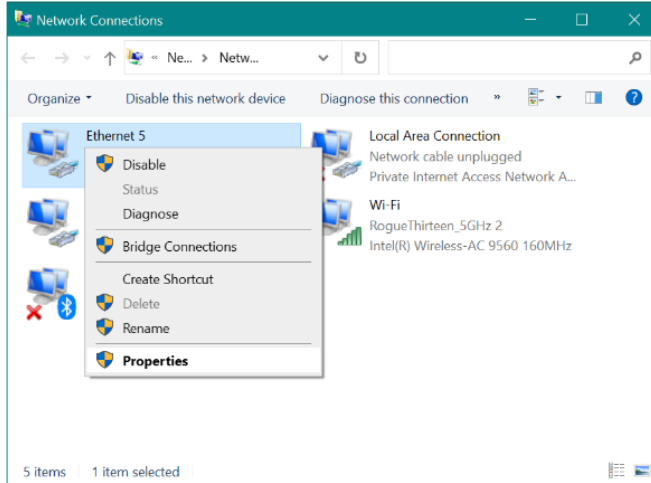 Network Connections
« Ne... > Netw...
Organize Disable this network device Diagnose this connection »
Ethernet 5
Disable
Status
Diagnose
Bridge Connections
Create Shortcut
Delete
Rename
Properties
Local Area Connection
Network cable unplugged
Private Internet Access Network A...
Wi-Fi
RogueThirteen_5GHz 2
Intel(R) Wireless-AC 9560 160MHz
5 items 1 item selected